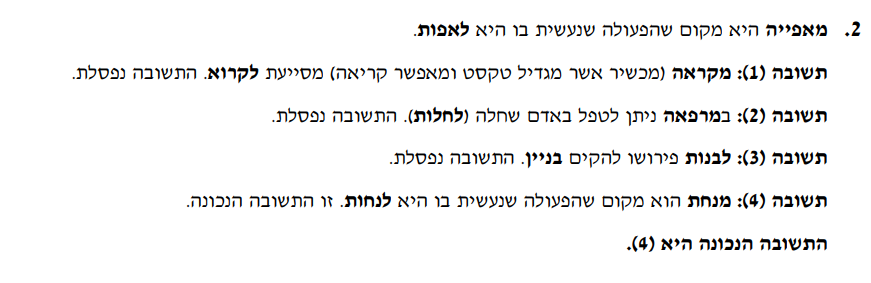 2. מאפייה היא מקום שהפעולה שנעשית בו היא לאפות.
תשובה (1): מקראה (מכשיר אשר מגדיל טקסט ומאפשר קריאה) מסייעת לקרוא. התשובה נפסלת.
תשובה (2): במרפאה ניתן לטפל באדם שחלה (לחלות). התשובה נפסלת.
תשובה (3): לבנות פירושו להקים בניין. התשובה נפסלת.
תשובה (4): מנחת הוא מקום שהפעולה שנעשית בו היא לנחות. זו התשובה הנכונה.
התשובה הנכונה היא (4).